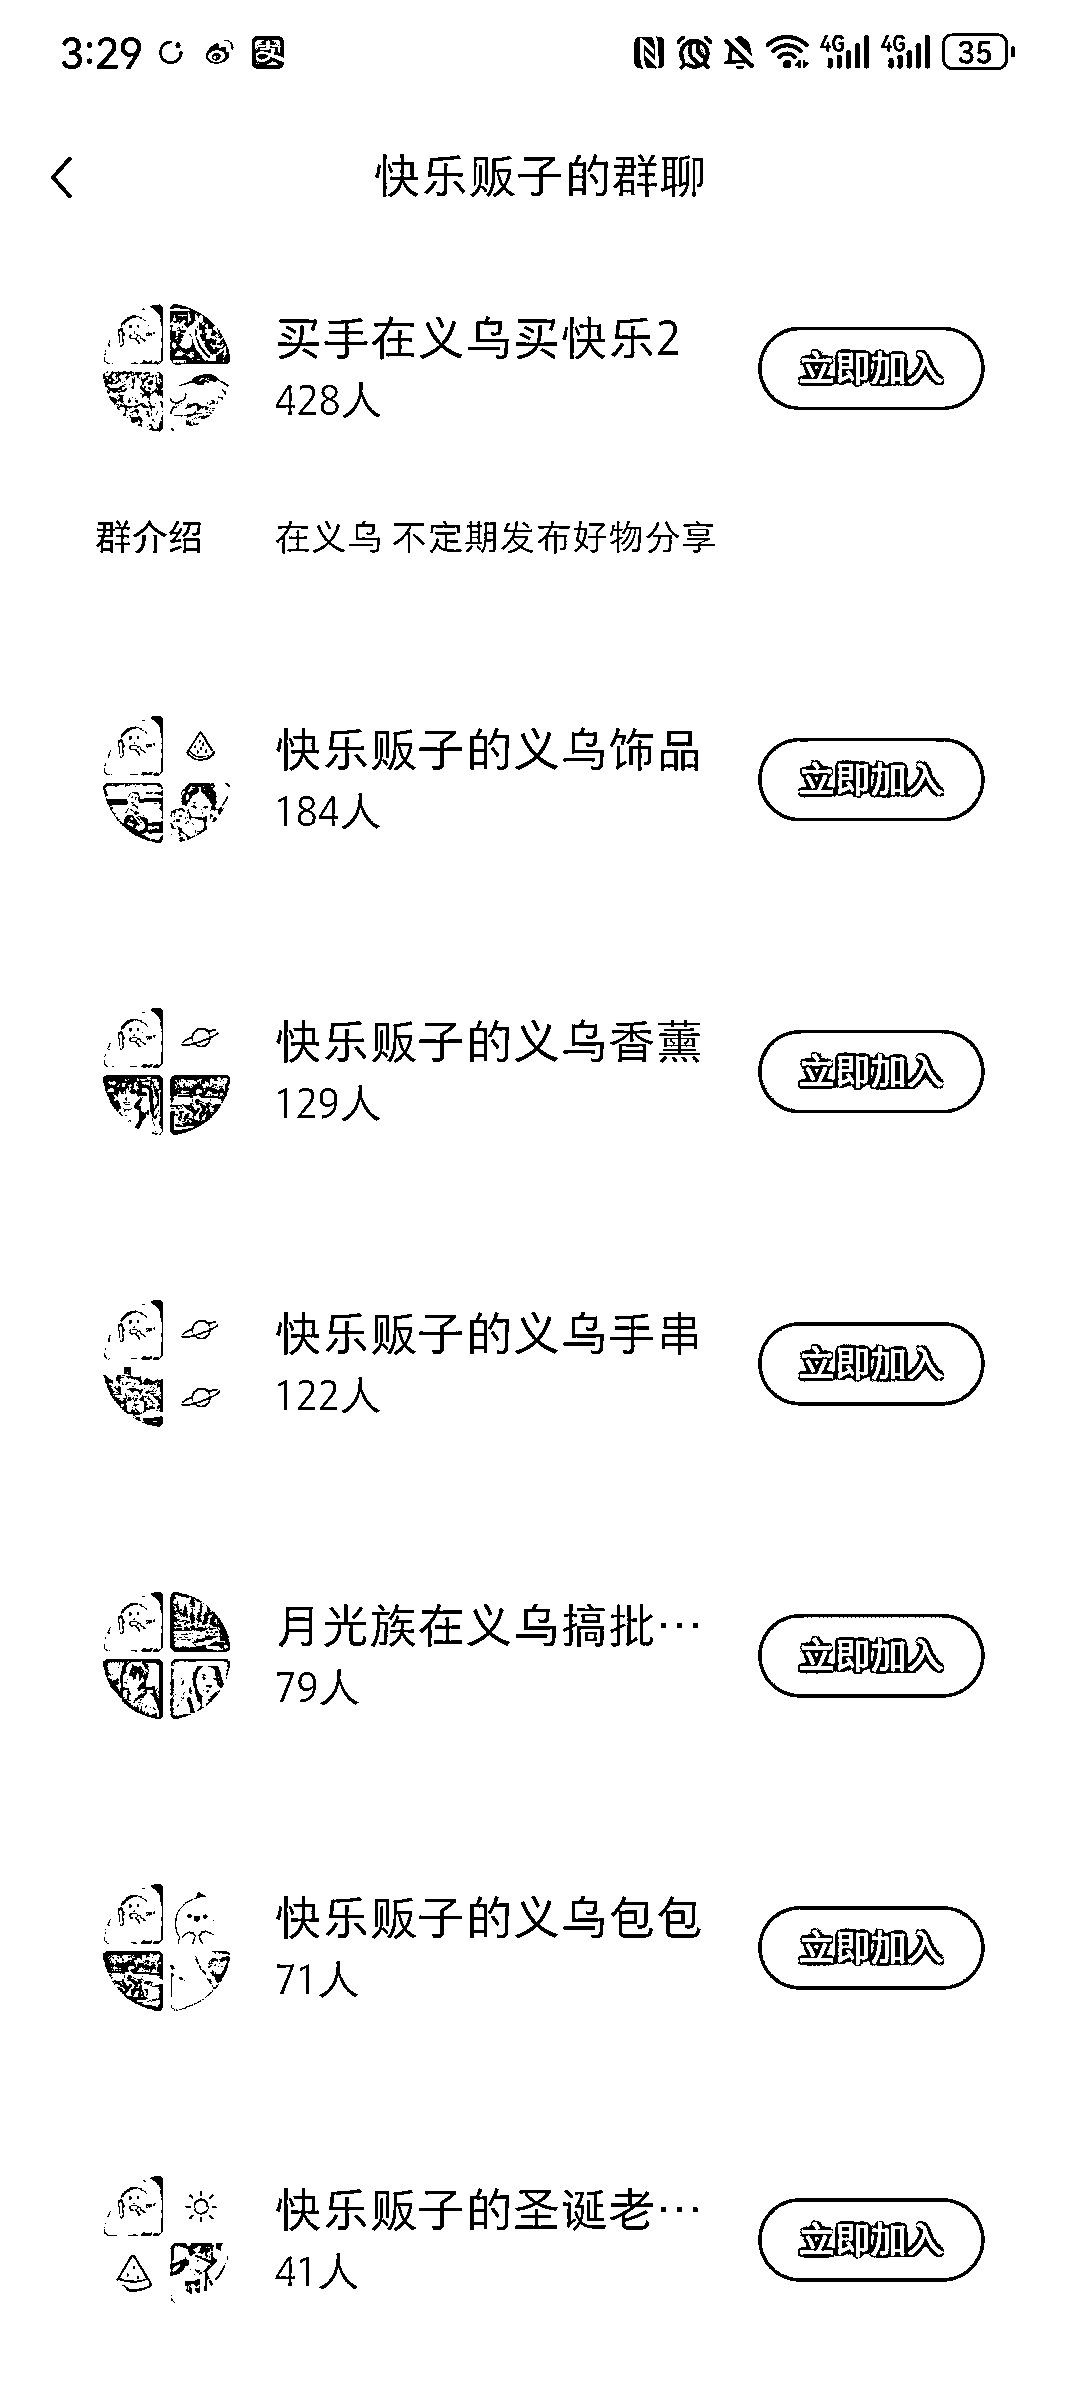 3:29 支 4G 4G 35
快乐贩子的群聊
买手在义乌买快乐2
428人
立即加入
群介绍 在义乌 不定期发布好物分享
快乐贩子的义乌饰品
184人
立即加入
快乐贩子的义乌香薰
129人
立即加入
快乐贩子的义乌手串
122人
立即加入
月光族在义乌搞批…
79人
立即加入
快乐贩子的义乌包包
71人
立即加入
快乐贩子的圣诞老…
41人
立即加入